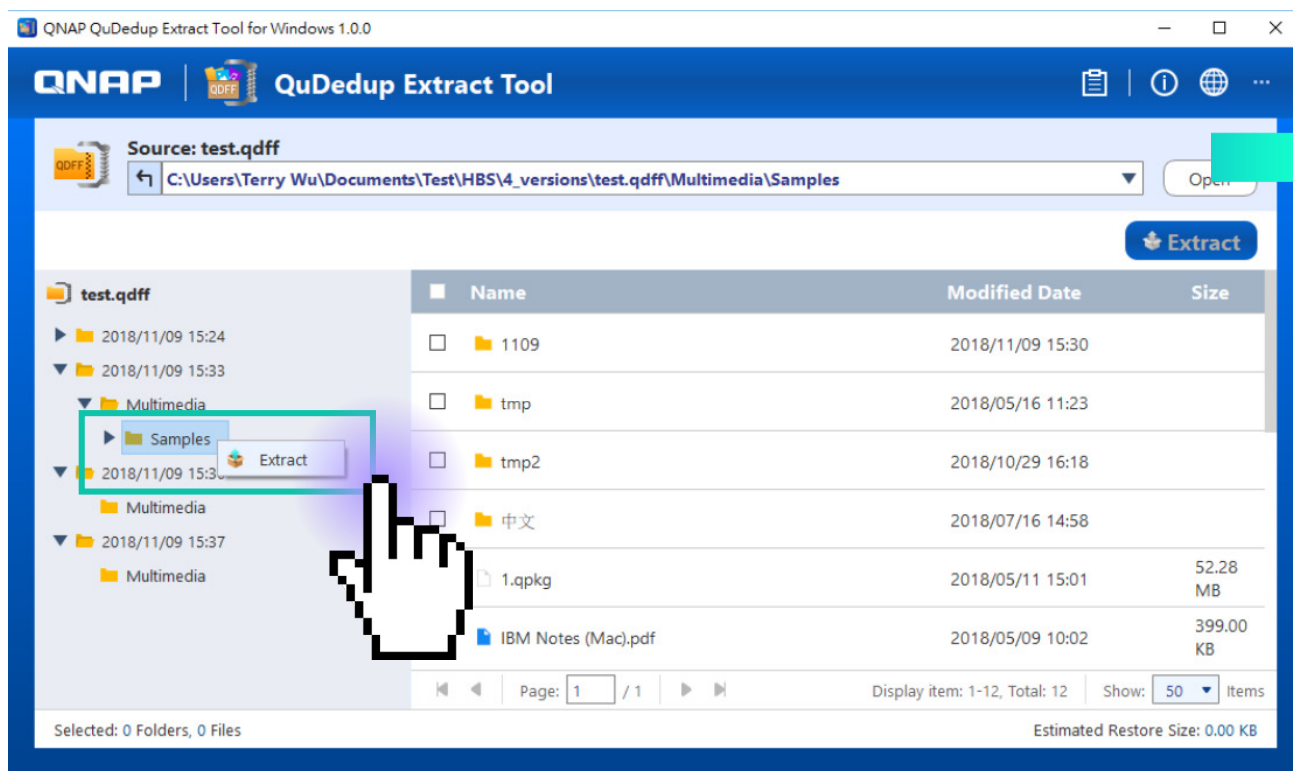 QNAP QuDedup Extract Tool for Windows 1.0.0
QNAP QDFF QuDedup Extract Tool
QDFF
Source: test.qdff
C:\Users\Terry Wu\Documents\Test\HBS\4_versions\test.qdff\Multimedia\Samples
Extract
test.qdff
2018/11/09 15:24
2018/11/09 15:33
Multimedia
Samples
Extract
2018/11/09
Multimedia
2018/11/09 15:37
Multimedia
Name Modified Date Size
1109 2018/11/09 15:30
tmp 2018/05/16 11:23
tmp2 2018/10/29 16:18
中文 2018/07/16 14:58
1.qpkg 2018/05/11 15:01 52.28 MB
IBM Notes (Mac).pdf 2018/05/09 10:02 399.00 KB
Page: 1 / 1 Display item: 1-12, Total: 12 Show: 50 Items
Selected: 0 Folders, 0 Files Estimated Restore Size: 0.00 KB